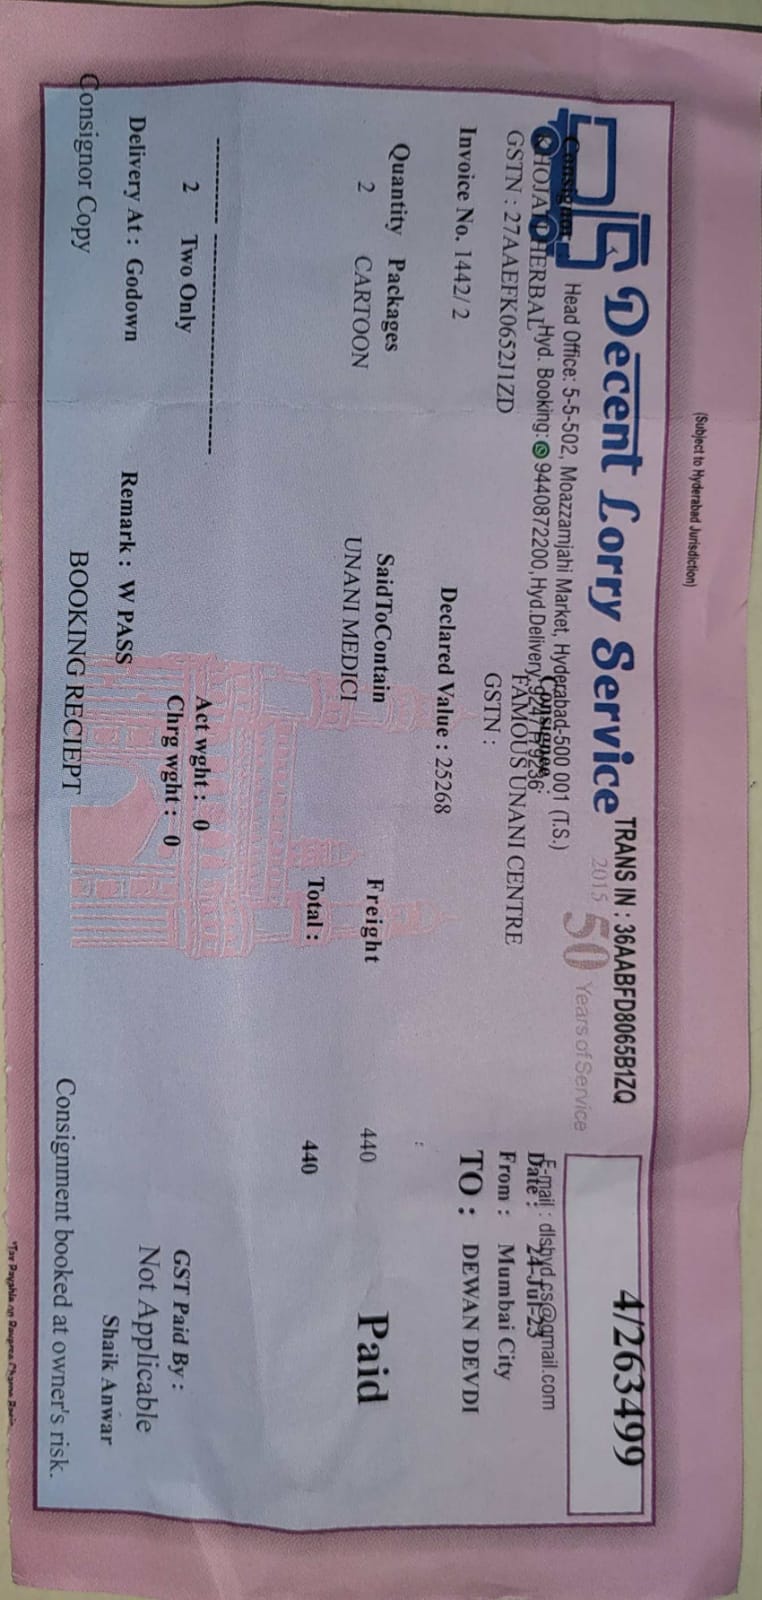 (Subject to Hyderabad Jurisdiction)
TRANS IN : 36AABFD8065B1ZQ
4/263499
Decent Lorry Service
2015 50 Years of Service
Head Office: 5-5-502, Moazzamjahi Market, Hyderabad-500 001 (T.S.)
E-mail : dlshyd.cs@gmail.com
Hyd. Booking: 9440872200, Hyd.Delivery
Consignor
Consignee
Date : 24-Jul-23
KHOJATI HERBAL
FAMOUS UNANI CENTRE
From : Mumbai City
GSTN : 27AAEFK0652J1ZD
GSTN :
TO : DEWAN DEVDI
Invoice No. 1442/2
Declared Value : 25268
:
Quantity Packages
SaidToContain
Freight
440
Paid
2 CARTOON
UNANI MEDICI
Total :
440
2 Two Only
Act wght : 0
GST Paid By :
Chrg wght : 0
Not Applicable
Delivery At : Godown
Remark : W PASS
Shaik Anwar
Consignor Copy
BOOKING RECIEPT
Consignment booked at owner's risk.